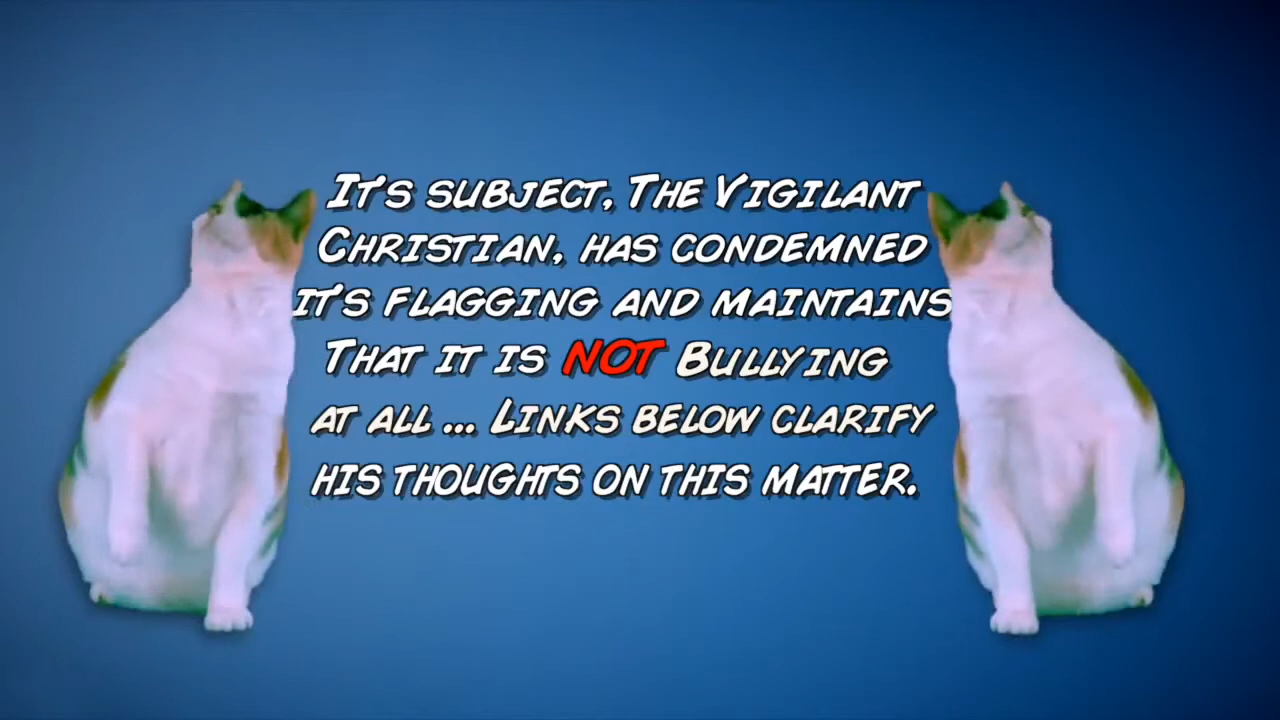 It's subject, The Vigilant
Christian, has condemned
it's flagging and maintains
That it is NOT Bullying
at all ... Links below clarify
his thoughts on this matter.